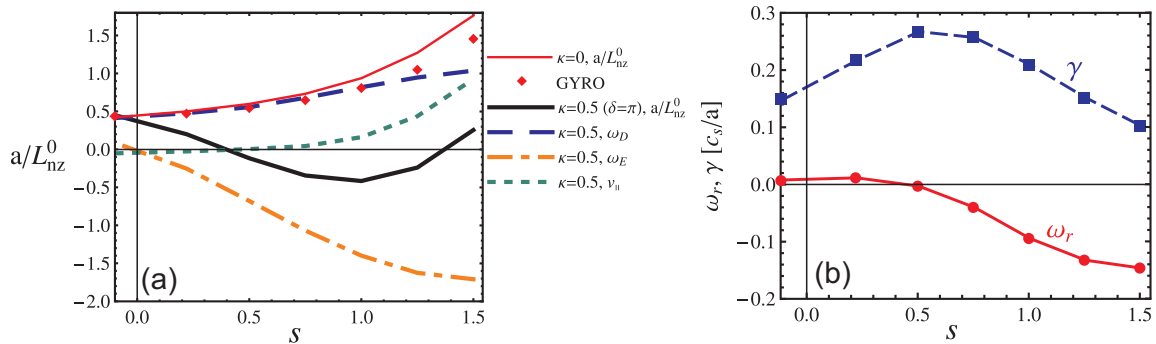 1.5
1.0
0.5
0.0
−0.5
−1.0
−1.5
−2.0
a/L⁰ₙz
(a)
0.0 0.5 1.0 1.5
s
κ=0, a/L⁰ₙz
GYRO
κ=0.5 (δ=π), a/L⁰ₙz
κ=0.5, ω_D
κ=0.5, ω_E
κ=0.5, v_∥
0.3
0.2
0.1
0.0
−0.1
−0.2
ω_r, γ [c_s/a]
γ
ω_r
(b)
0.0 0.5 1.0 1.5
s